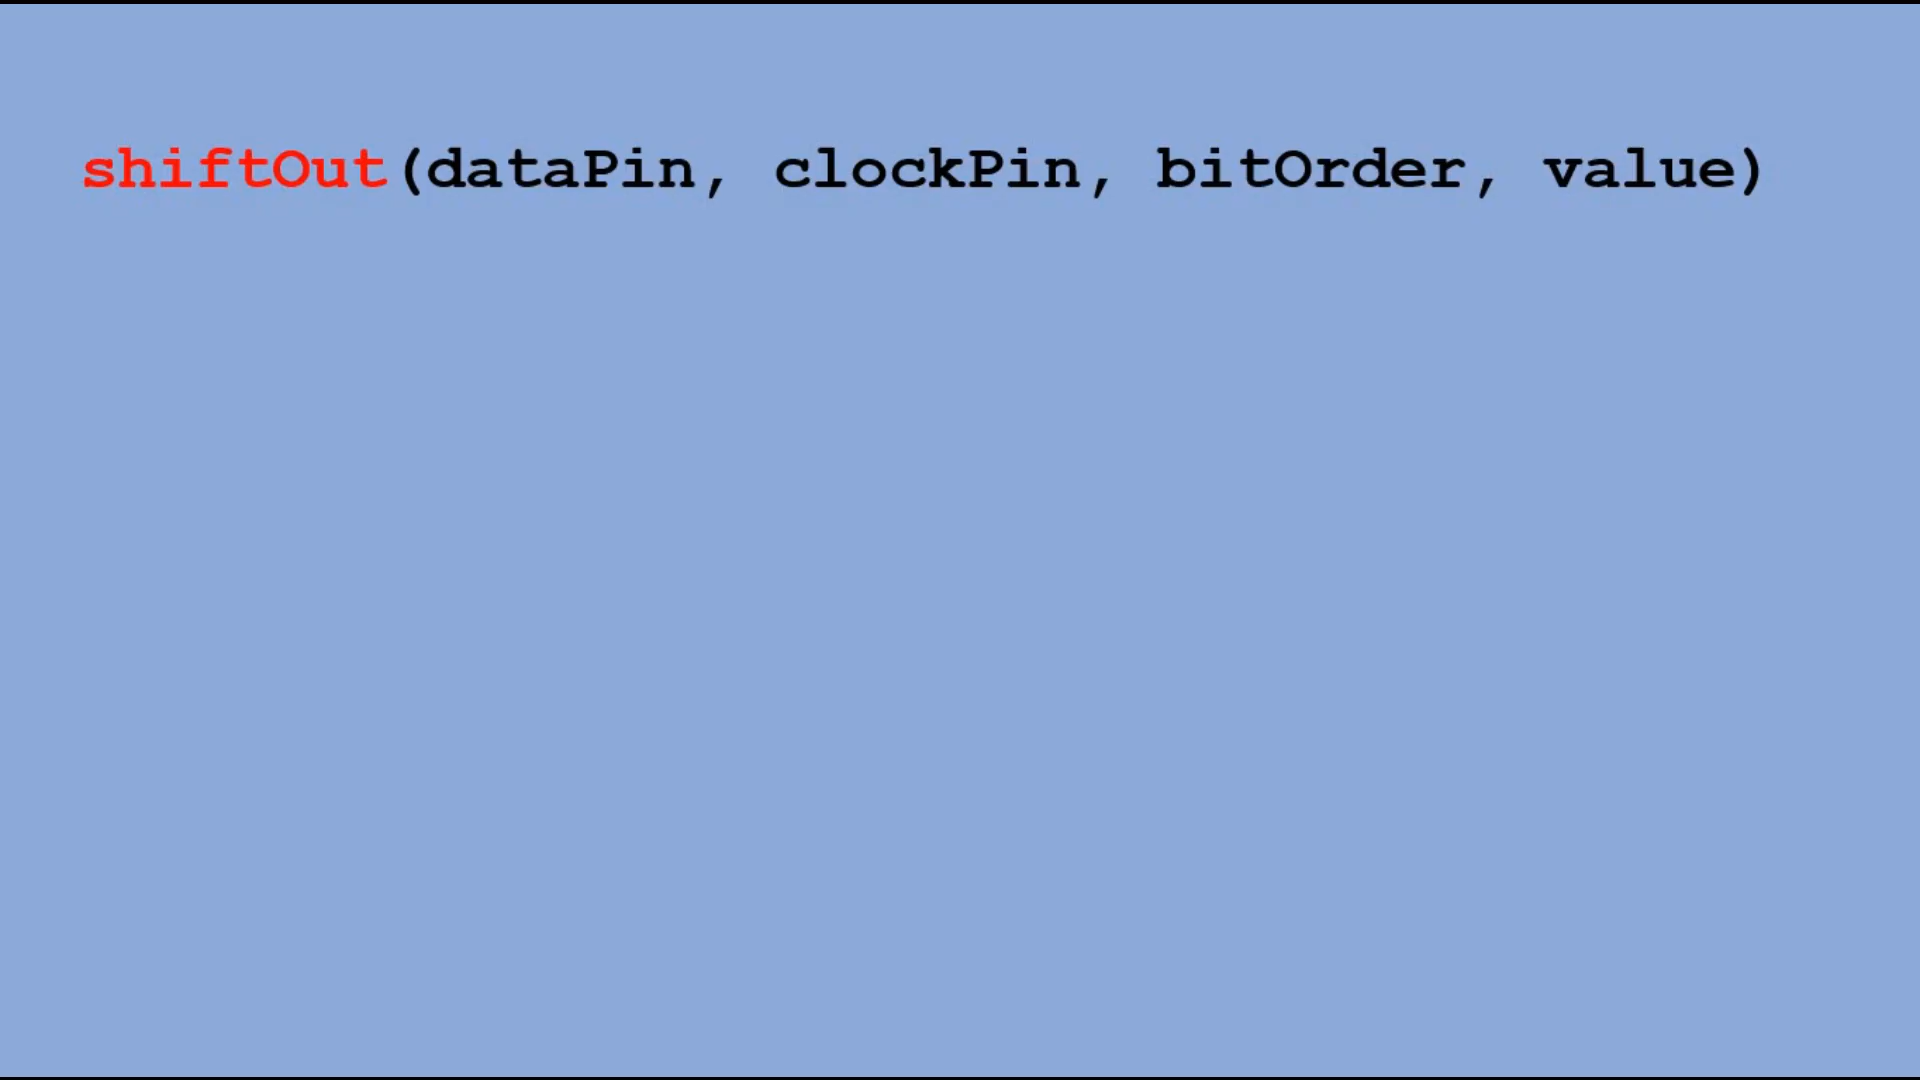 shiftOut(dataPin, clockPin, bitOrder, value)